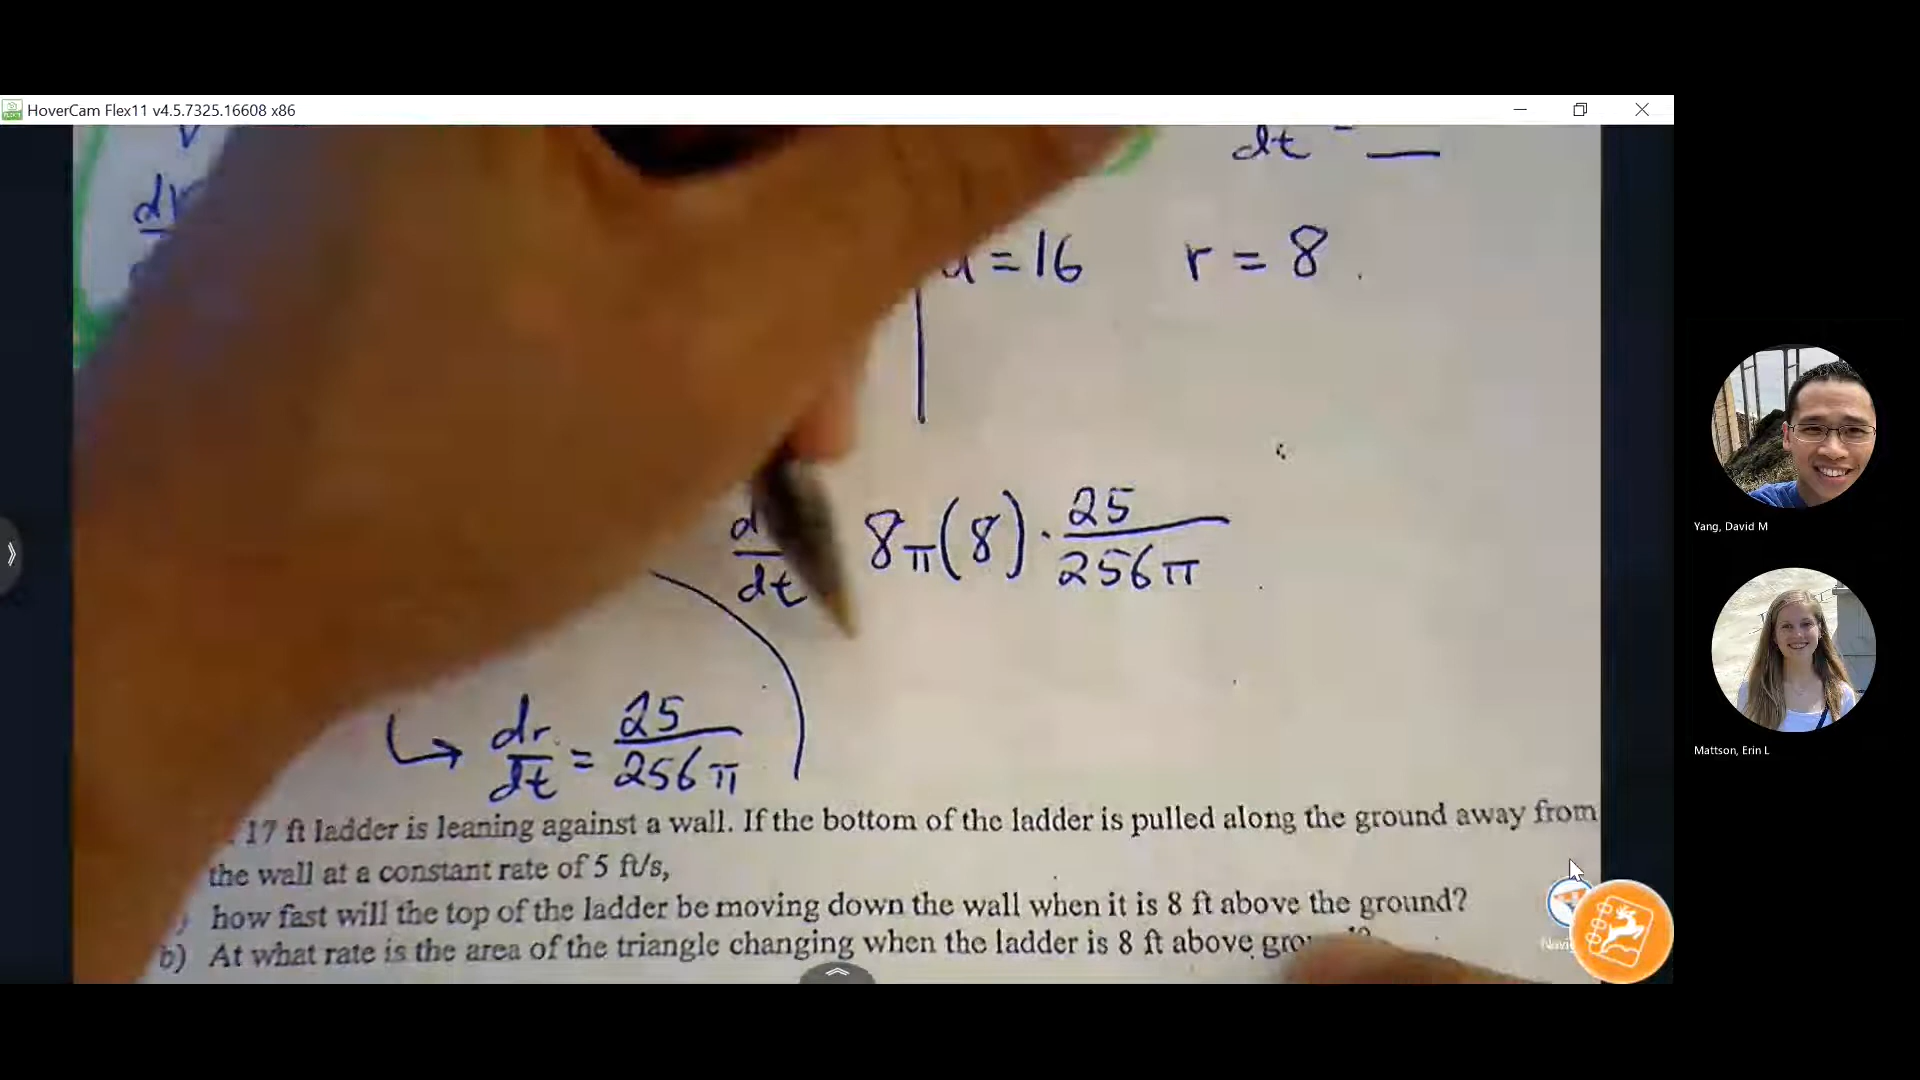 HoverCam Flex11 v4.5.7325.16608 x86
dt = __
= 16 r = 8
dt 8π(8) · 25/256π
↳ dr/dt = 25/256π
17 ft ladder is leaning against a wall. If the bottom of the ladder is pulled along the ground away from
the wall at a constant rate of 5 ft/s,
how fast will the top of the ladder be moving down the wall when it is 8 ft above the ground?
b) At what rate is the area of the triangle changing when the ladder is 8 ft above
Yang, David M
Mattson, Erin L